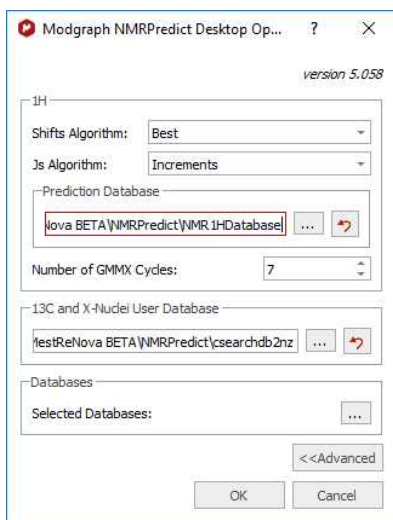 Modgraph NMRPredict Desktop Op... ? ×
version 5.058
1H
Shifts Algorithm: Best
Js Algorithm: Increments
Prediction Database
Nova BETA\NMRPredict\NMR1HDatabase ...
Number of GMMX Cycles: 7
13C and X-Nuclei User Database
MestReNova BETA\NMRPredict\csearchdb2nz ...
Databases
Selected Databases: ...
<<Advanced
OK Cancel